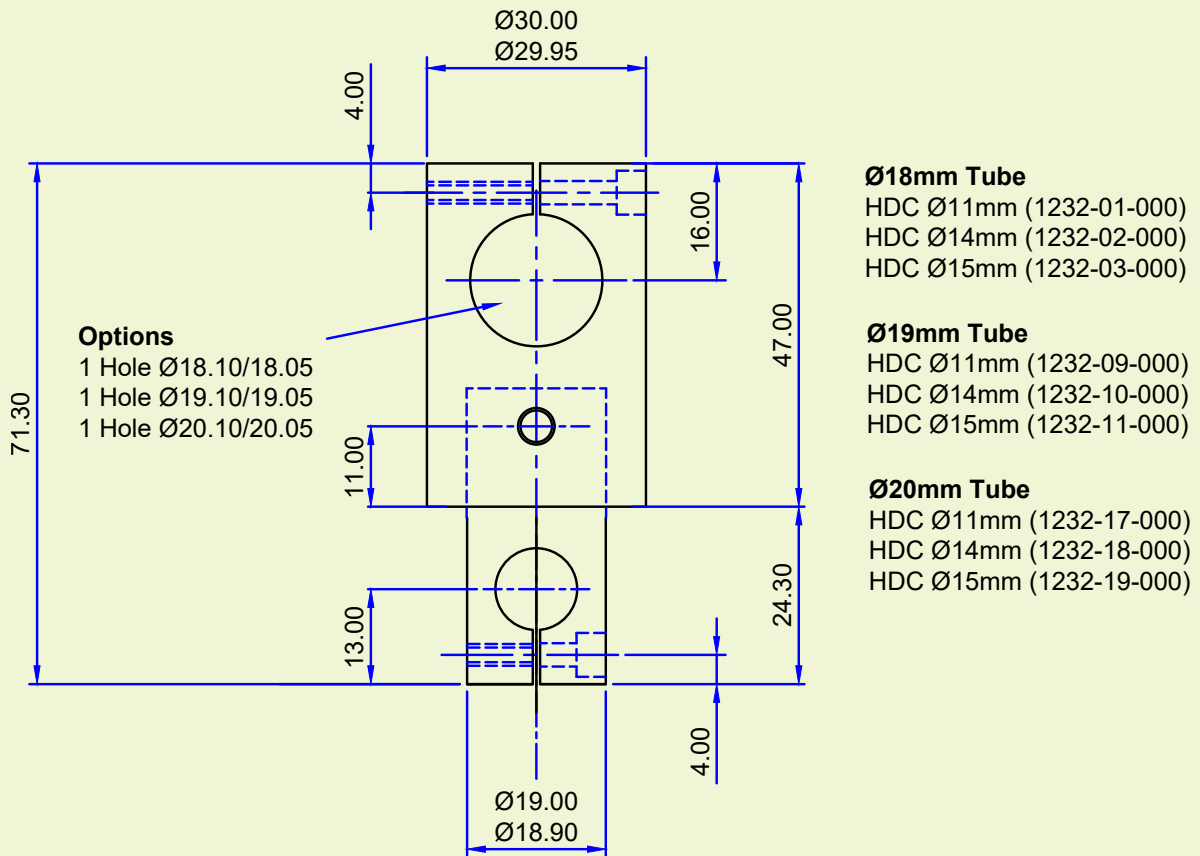 Ø30.00
Ø29.95
4.00
71.30
16.00
47.00
11.00
13.00
24.30
4.00
Ø19.00
Ø18.90
Options
1 Hole Ø18.10/18.05
1 Hole Ø19.10/19.05
1 Hole Ø20.10/20.05
Ø18mm Tube
HDC Ø11mm (1232-01-000)
HDC Ø14mm (1232-02-000)
HDC Ø15mm (1232-03-000)
Ø19mm Tube
HDC Ø11mm (1232-09-000)
HDC Ø14mm (1232-10-000)
HDC Ø15mm (1232-11-000)
Ø20mm Tube
HDC Ø11mm (1232-17-000)
HDC Ø14mm (1232-18-000)
HDC Ø15mm (1232-19-000)